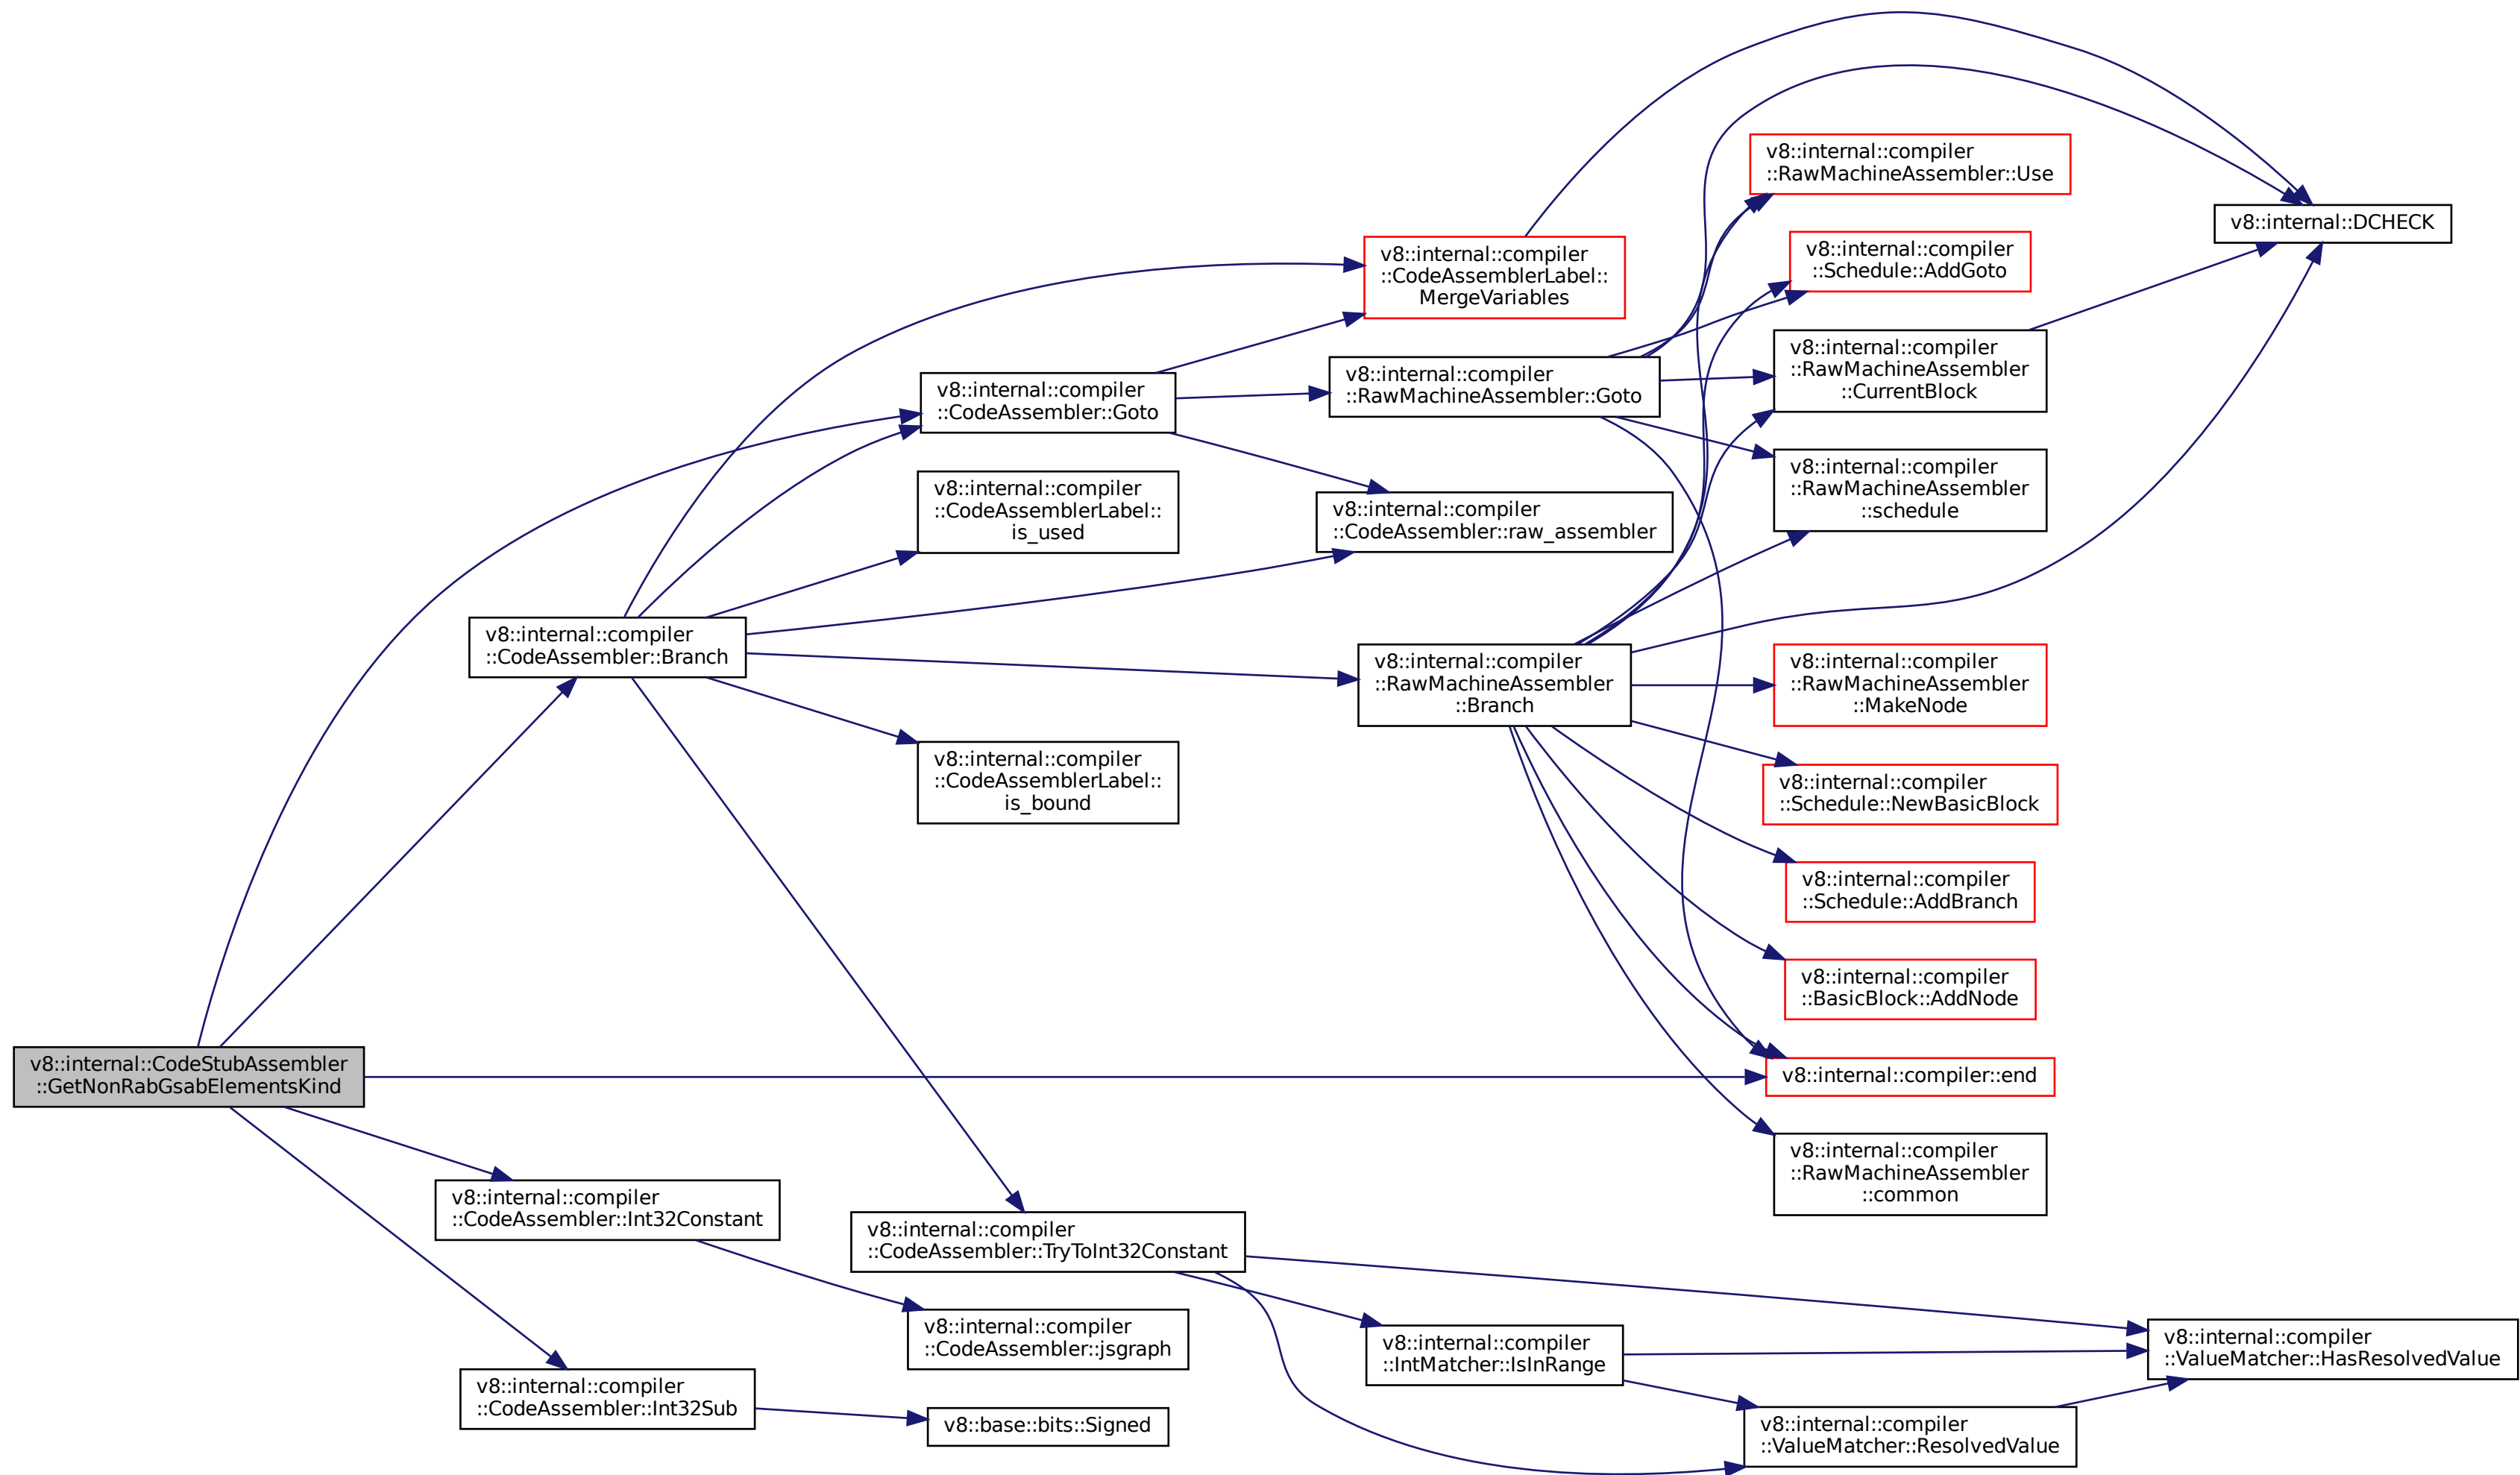 v8::internal::CodeStubAssembler
::GetNonRabGsabElementsKind
v8::internal::compiler
::CodeAssembler::Branch
v8::internal::compiler
::CodeAssembler::Int32Constant
v8::internal::compiler
::CodeAssembler::Int32Sub
v8::internal::compiler
::CodeAssembler::Goto
v8::internal::compiler
::CodeAssemblerLabel::
is_used
v8::internal::compiler
::CodeAssemblerLabel::
is_bound
v8::internal::compiler
::CodeAssembler::TryToInt32Constant
v8::internal::compiler
::CodeAssembler::jsgraph
v8::base::bits::Signed
v8::internal::compiler
::CodeAssemblerLabel::
MergeVariables
v8::internal::compiler
::RawMachineAssembler::Goto
v8::internal::compiler
::CodeAssembler::raw_assembler
v8::internal::compiler
::RawMachineAssembler
::Branch
v8::internal::compiler
::IntMatcher::IsInRange
v8::internal::compiler
::RawMachineAssembler::Use
v8::internal::compiler
::Schedule::AddGoto
v8::internal::compiler
::RawMachineAssembler
::CurrentBlock
v8::internal::compiler
::RawMachineAssembler
::schedule
v8::internal::compiler
::RawMachineAssembler
::MakeNode
v8::internal::compiler
::Schedule::NewBasicBlock
v8::internal::compiler
::Schedule::AddBranch
v8::internal::compiler
::BasicBlock::AddNode
v8::internal::compiler::end
v8::internal::compiler
::RawMachineAssembler
::common
v8::internal::compiler
::ValueMatcher::ResolvedValue
v8::internal::DCHECK
v8::internal::compiler
::ValueMatcher::HasResolvedValue